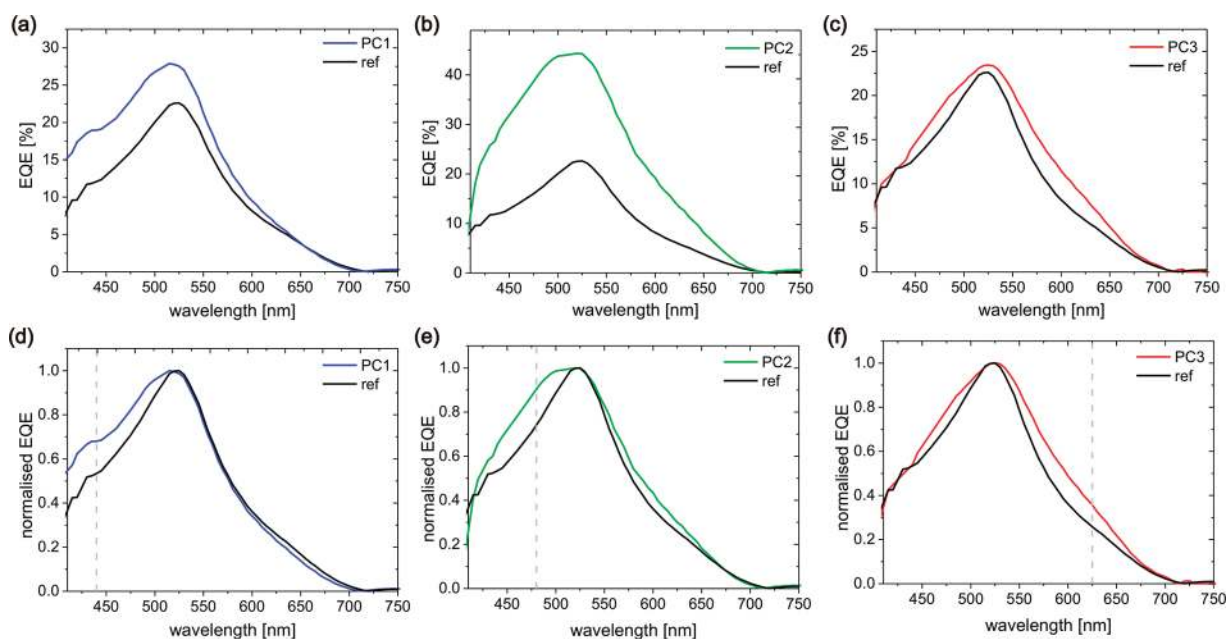 (a)
PC1
ref
30
25
20
15
10
5
0
EQE [%]
450 500 550 600 650 700 750
wavelength [nm]
(b)
PC2
ref
40
20
10
0
EQE [%]
450 500 550 600 650 700 750
wavelength [nm]
(c)
PC3
ref
25
20
15
10
5
0
EQE [%]
450 500 550 600 650 700 750
wavelength [nm]
(d)
PC1
ref
1.0
0.8
0.6
0.4
0.2
0.0
normalised EQE
450 500 550 600 650 700 750
wavelength [nm]
(e)
PC2
ref
1.0
0.8
0.6
0.4
0.2
0.0
normalised EQE
450 500 550 600 650 700 750
wavelength [nm]
(f)
PC3
ref
1.0
0.8
0.6
0.4
0.2
0.0
normalised EQE
450 500 550 600 650 700 750
wavelength [nm]